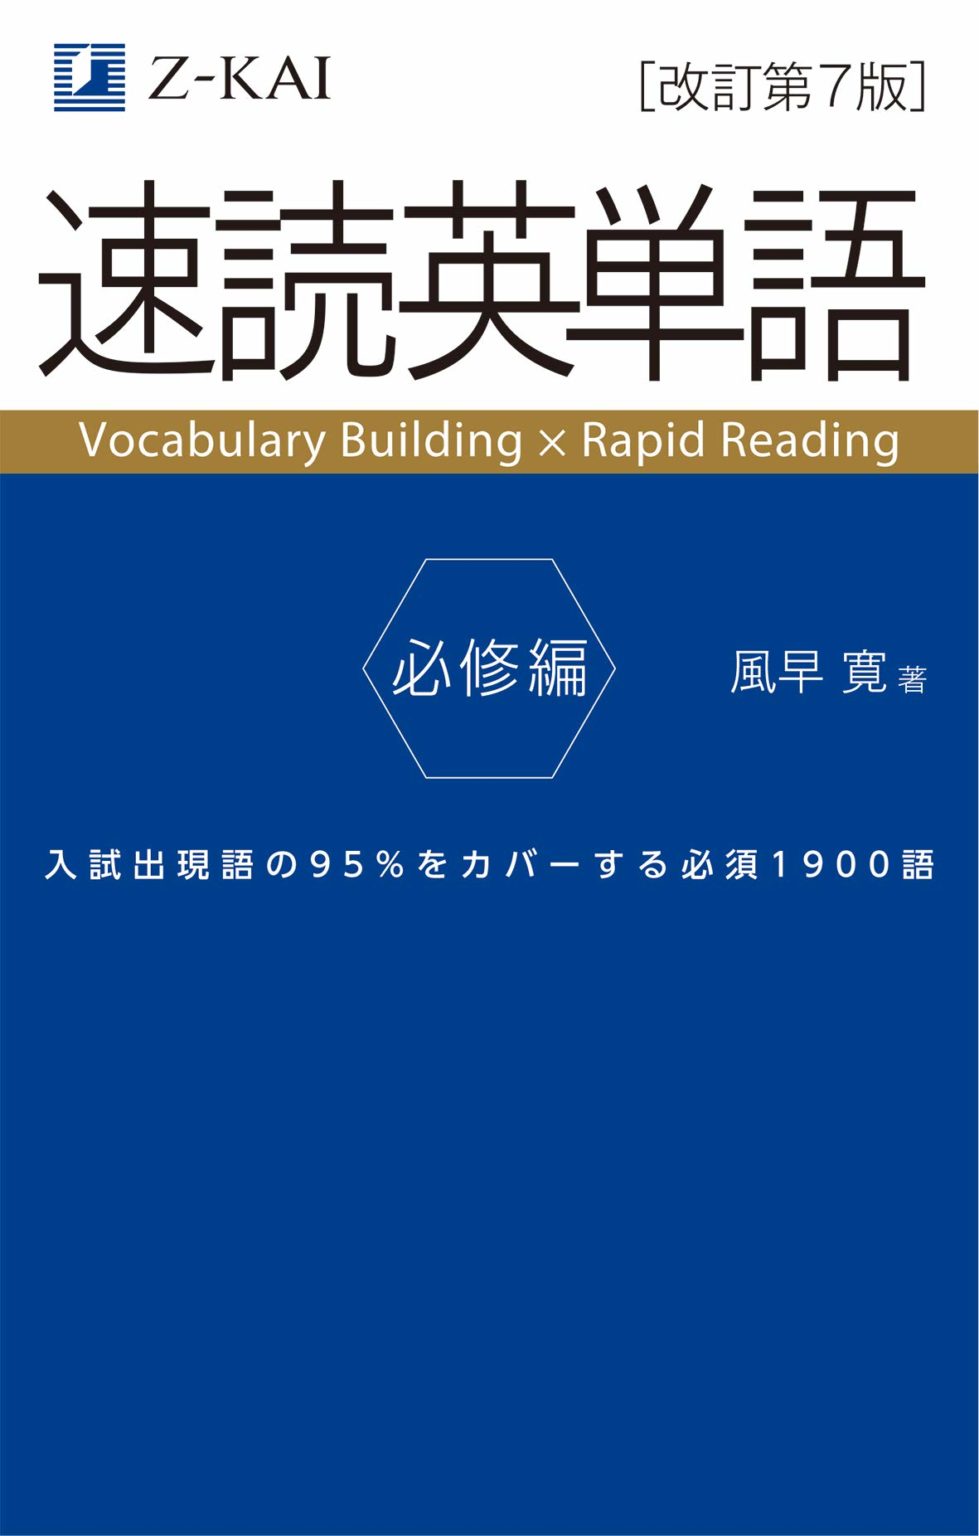 Z-KAI
[改訂第7版]
速読英単語
Vocabulary Building × Rapid Reading
必修編
風早 寛 著
入試出現語の95%をカバーする必須1900語